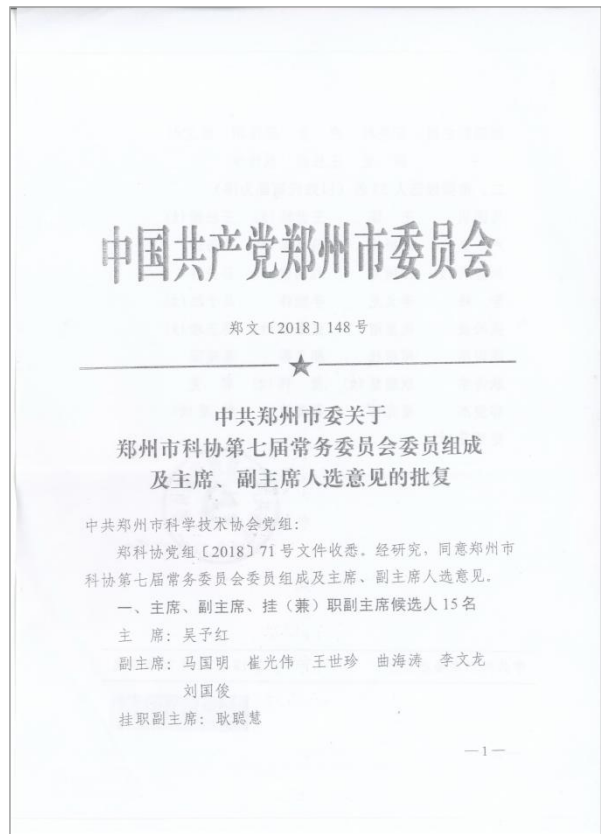 中国共产党郑州市委员会
郑文〔2018〕148号
中共郑州市委关于
郑州市科协第七届常务委员会委员组成
及主席、副主席人选意见的批复
中共郑州市科学技术协会党组:
郑科协党组〔2018〕71号文件收悉。经研究,同意郑州市
科协第七届常务委员会委员组成及主席、副主席人选意见。
一、主席、副主席、挂(兼)职副主席候选人15名
主 席:吴予红
副主席:马国明 崔光伟 王世珍 曲海涛 李文龙
刘国俊
挂职副主席:耿聪慧
—1—